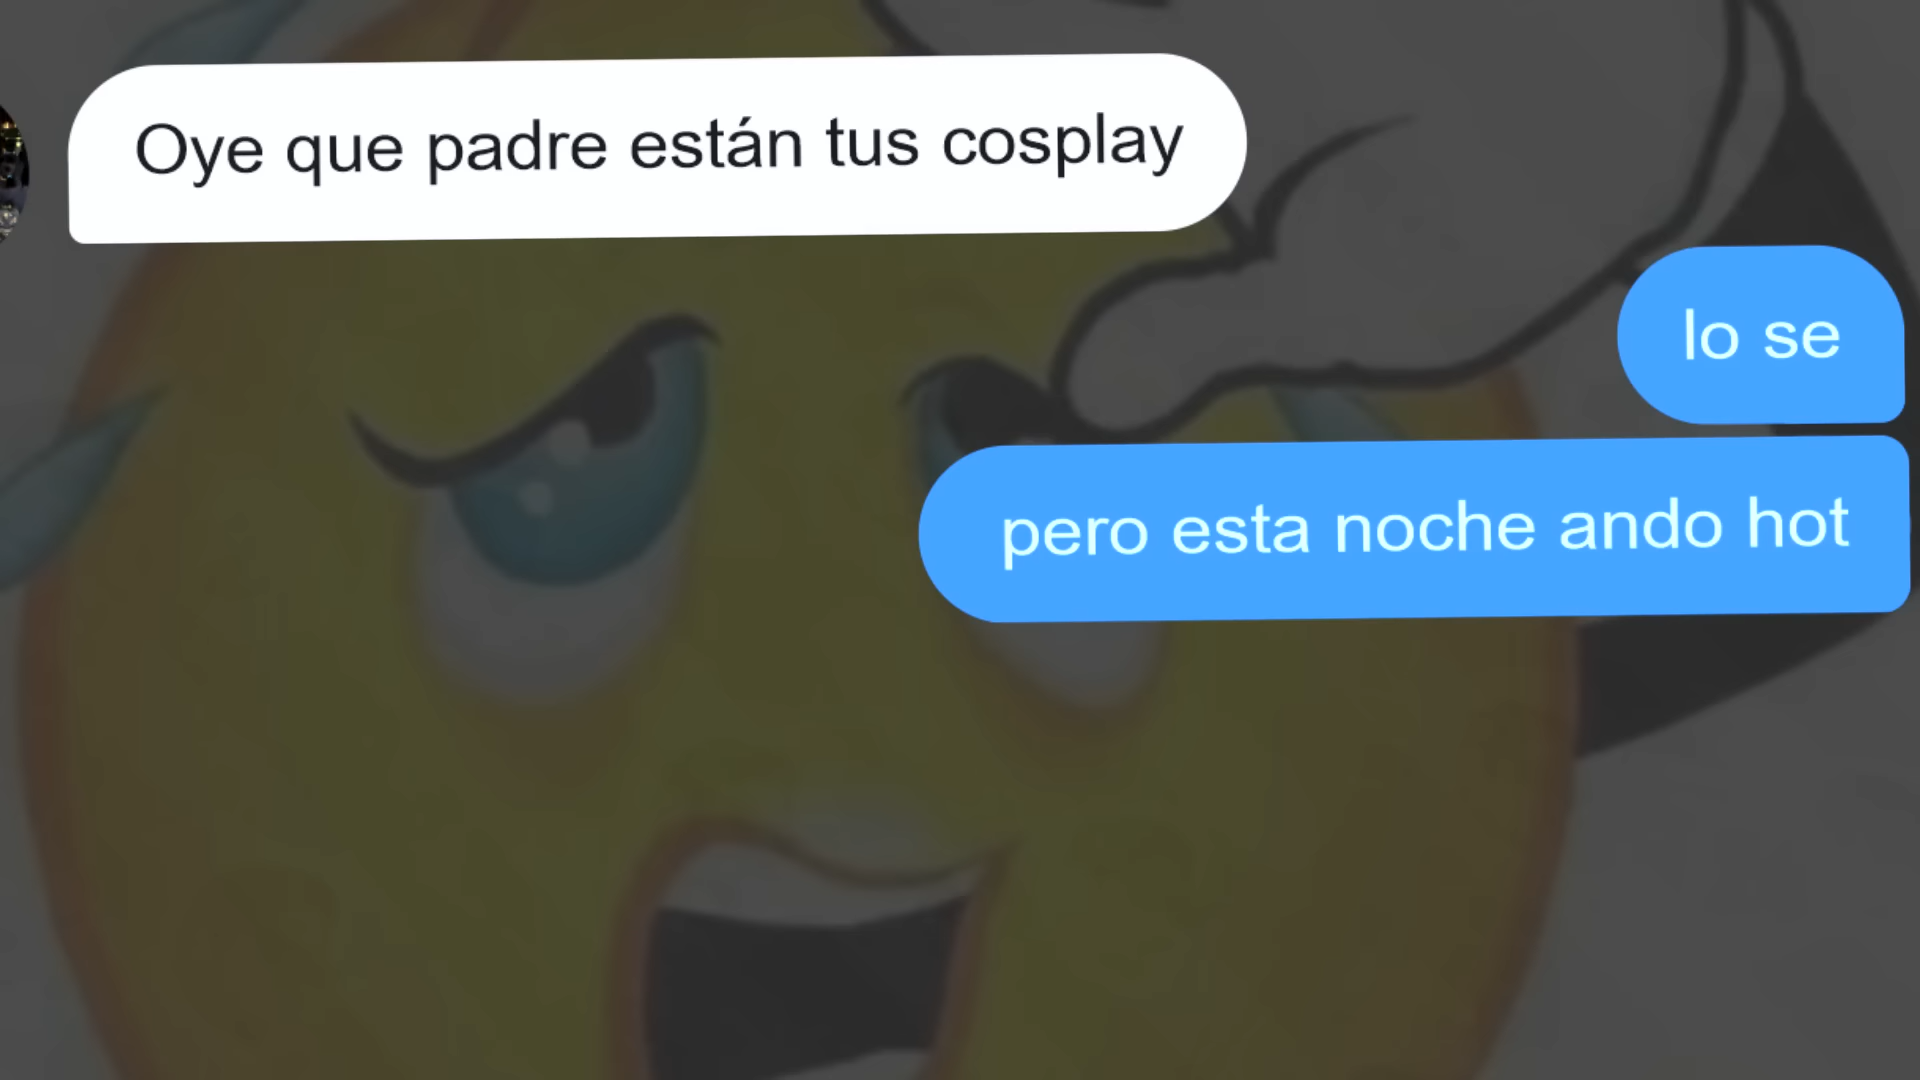 Oye que padre están tus cosplay
lo se
pero esta noche ando hot